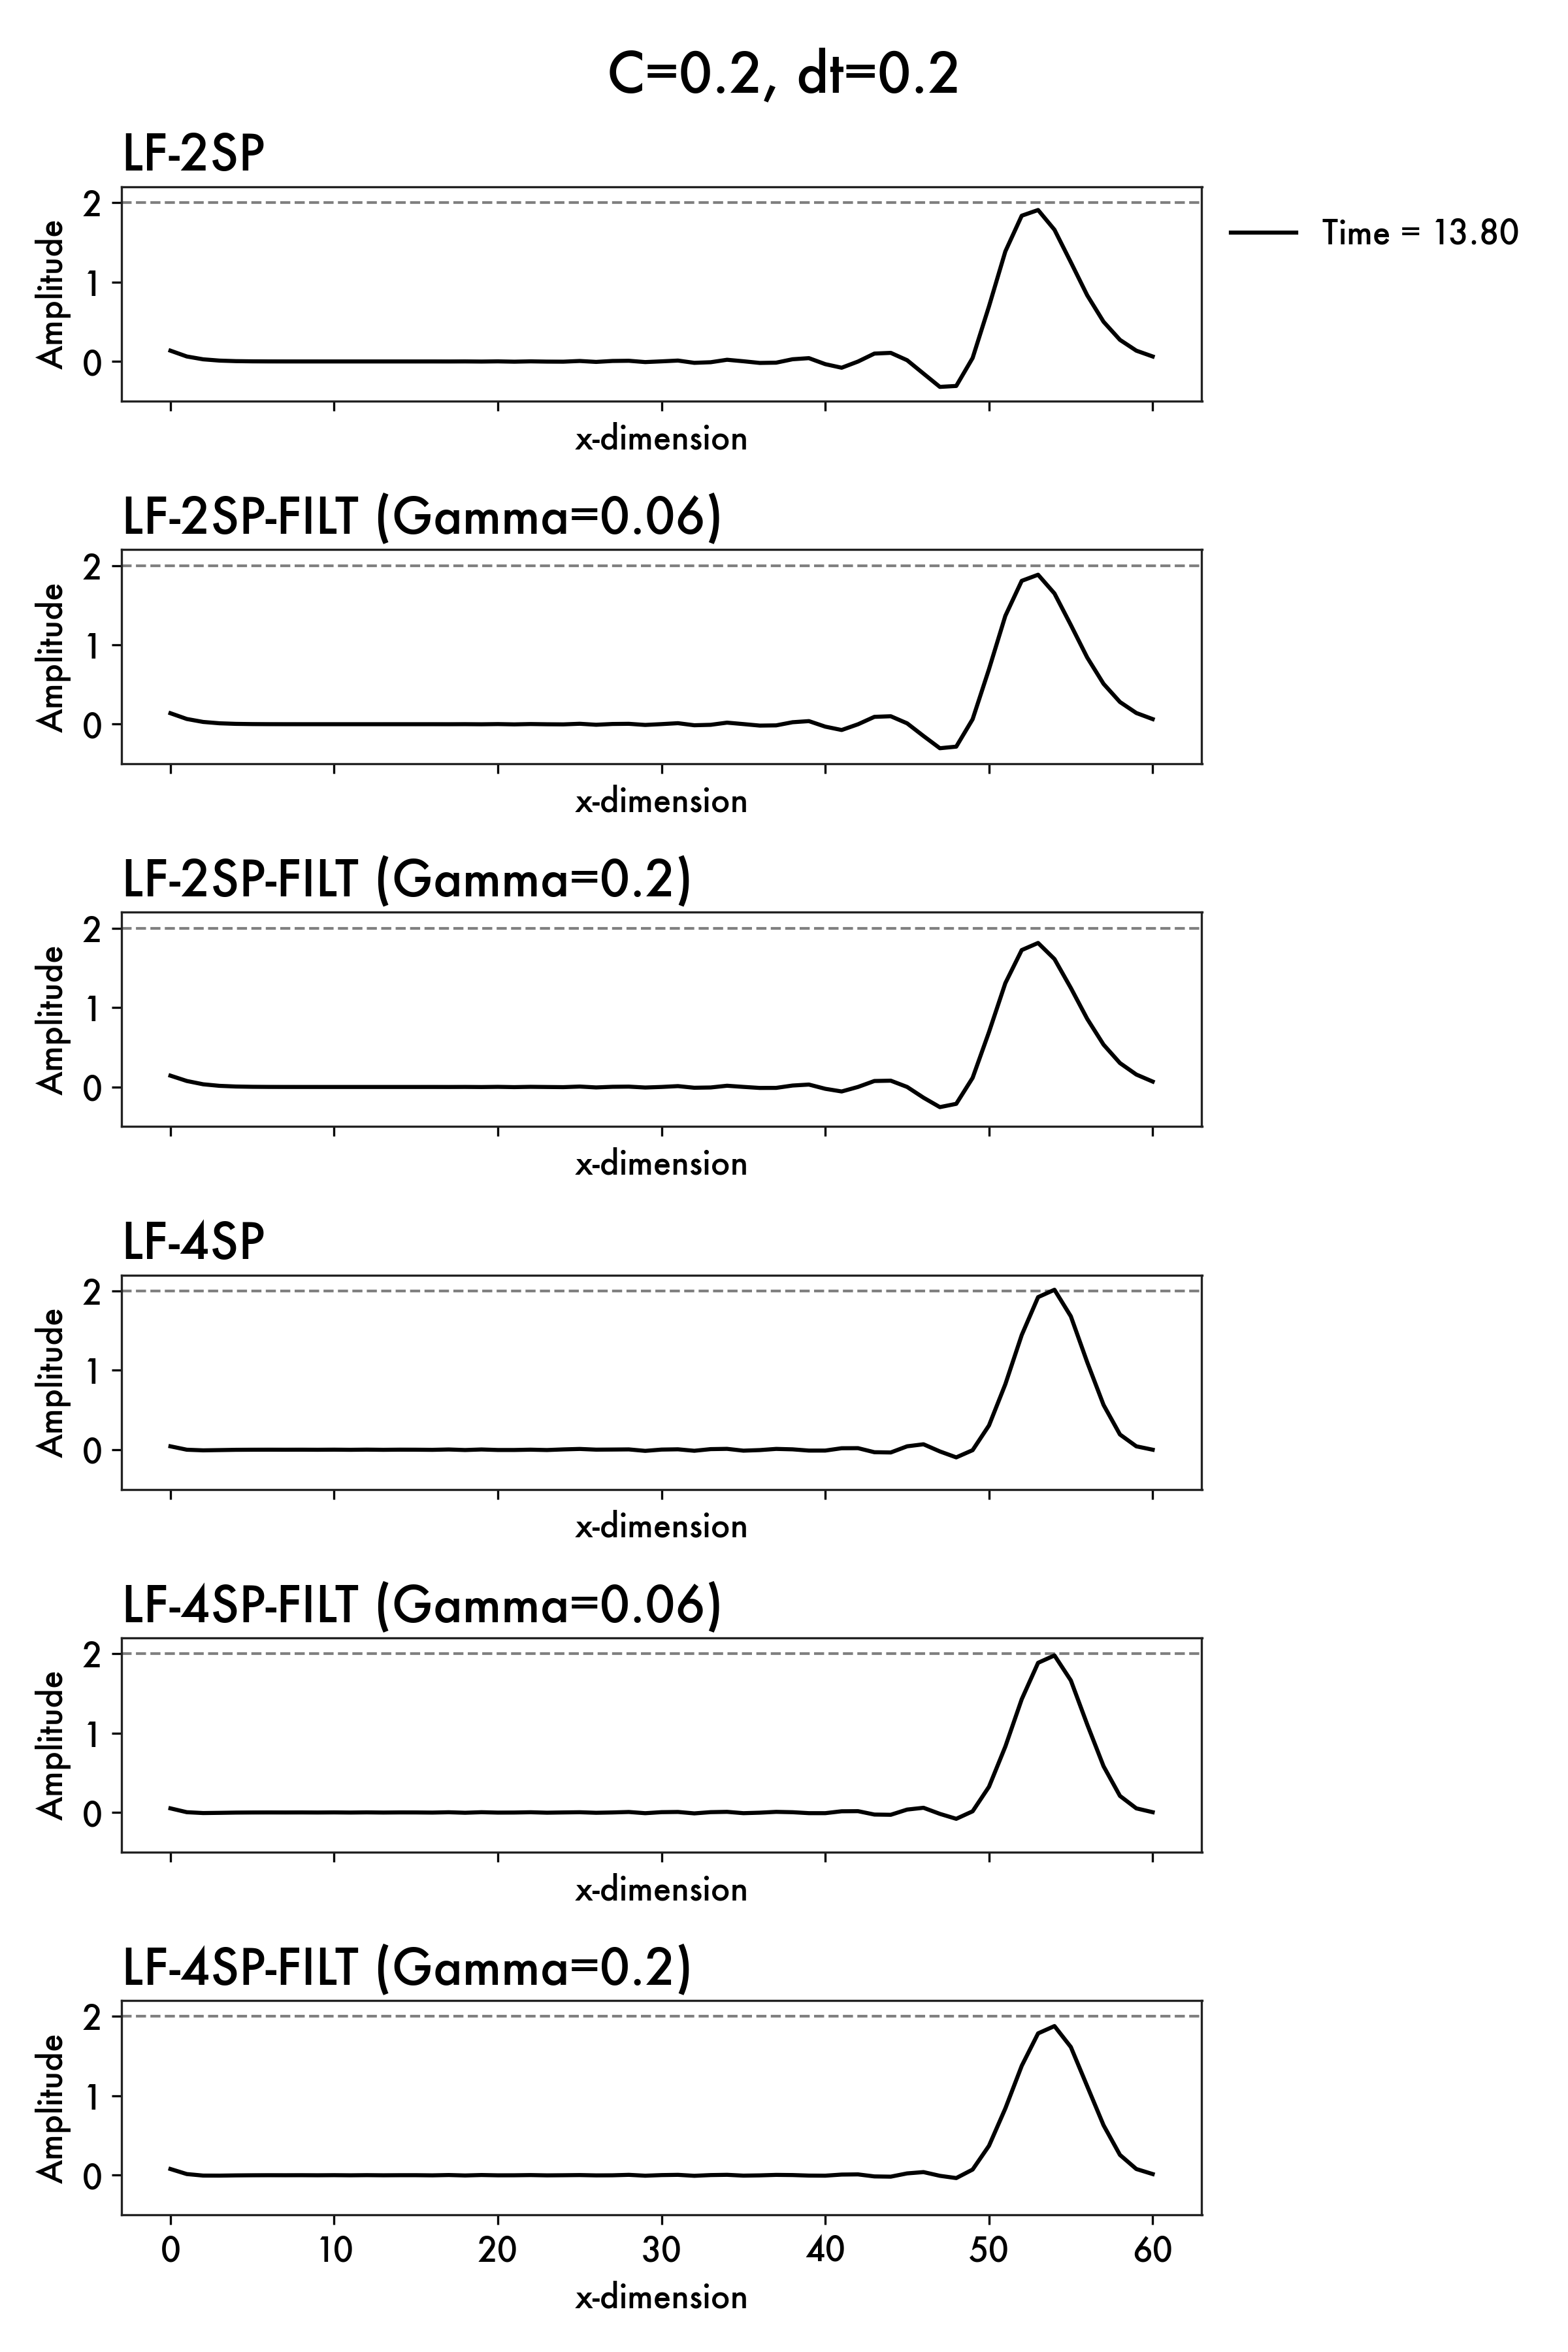 C=0.2, dt=0.2
LF-2SP
2
1
0
Amplitude
x-dimension
Time = 13.80
LF-2SP-FILT (Gamma=0.06)
2
1
0
Amplitude
x-dimension
LF-2SP-FILT (Gamma=0.2)
2
1
0
Amplitude
x-dimension
LF-4SP
2
1
0
Amplitude
x-dimension
LF-4SP-FILT (Gamma=0.06)
2
1
0
Amplitude
x-dimension
LF-4SP-FILT (Gamma=0.2)
2
1
0
Amplitude
0 10 20 30 40 50 60
x-dimension